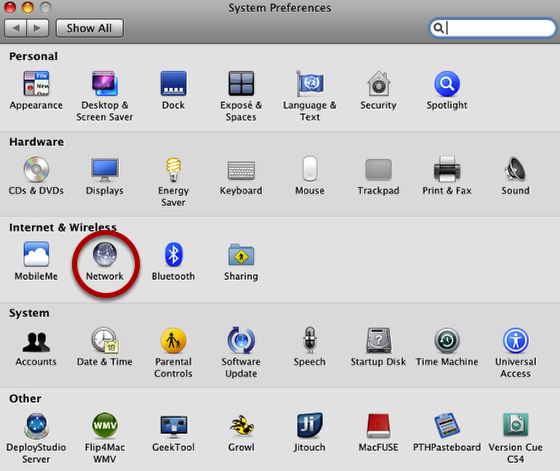 System Preferences
Show All
Personal
Appearance
Desktop &
Screen Saver
Dock
Exposé &
Spaces
Language &
Text
Security
Spotlight
Hardware
CDs & DVDs
Displays
Energy
Saver
Keyboard
Mouse
Trackpad
Print & Fax
Sound
Internet & Wireless
MobileMe
Network
Bluetooth
Sharing
System
Accounts
18
Date & Time
Parental
Controls
Software
Update
Speech
?
Startup Disk
Time Machine
Universal
Access
Other
DeployStudio
Server
WMV
Flip4Mac
WMV
GeekTool
Growl
Ji
Jitouch
MacFUSE
PTHPasteboard
Version Cue
CS4